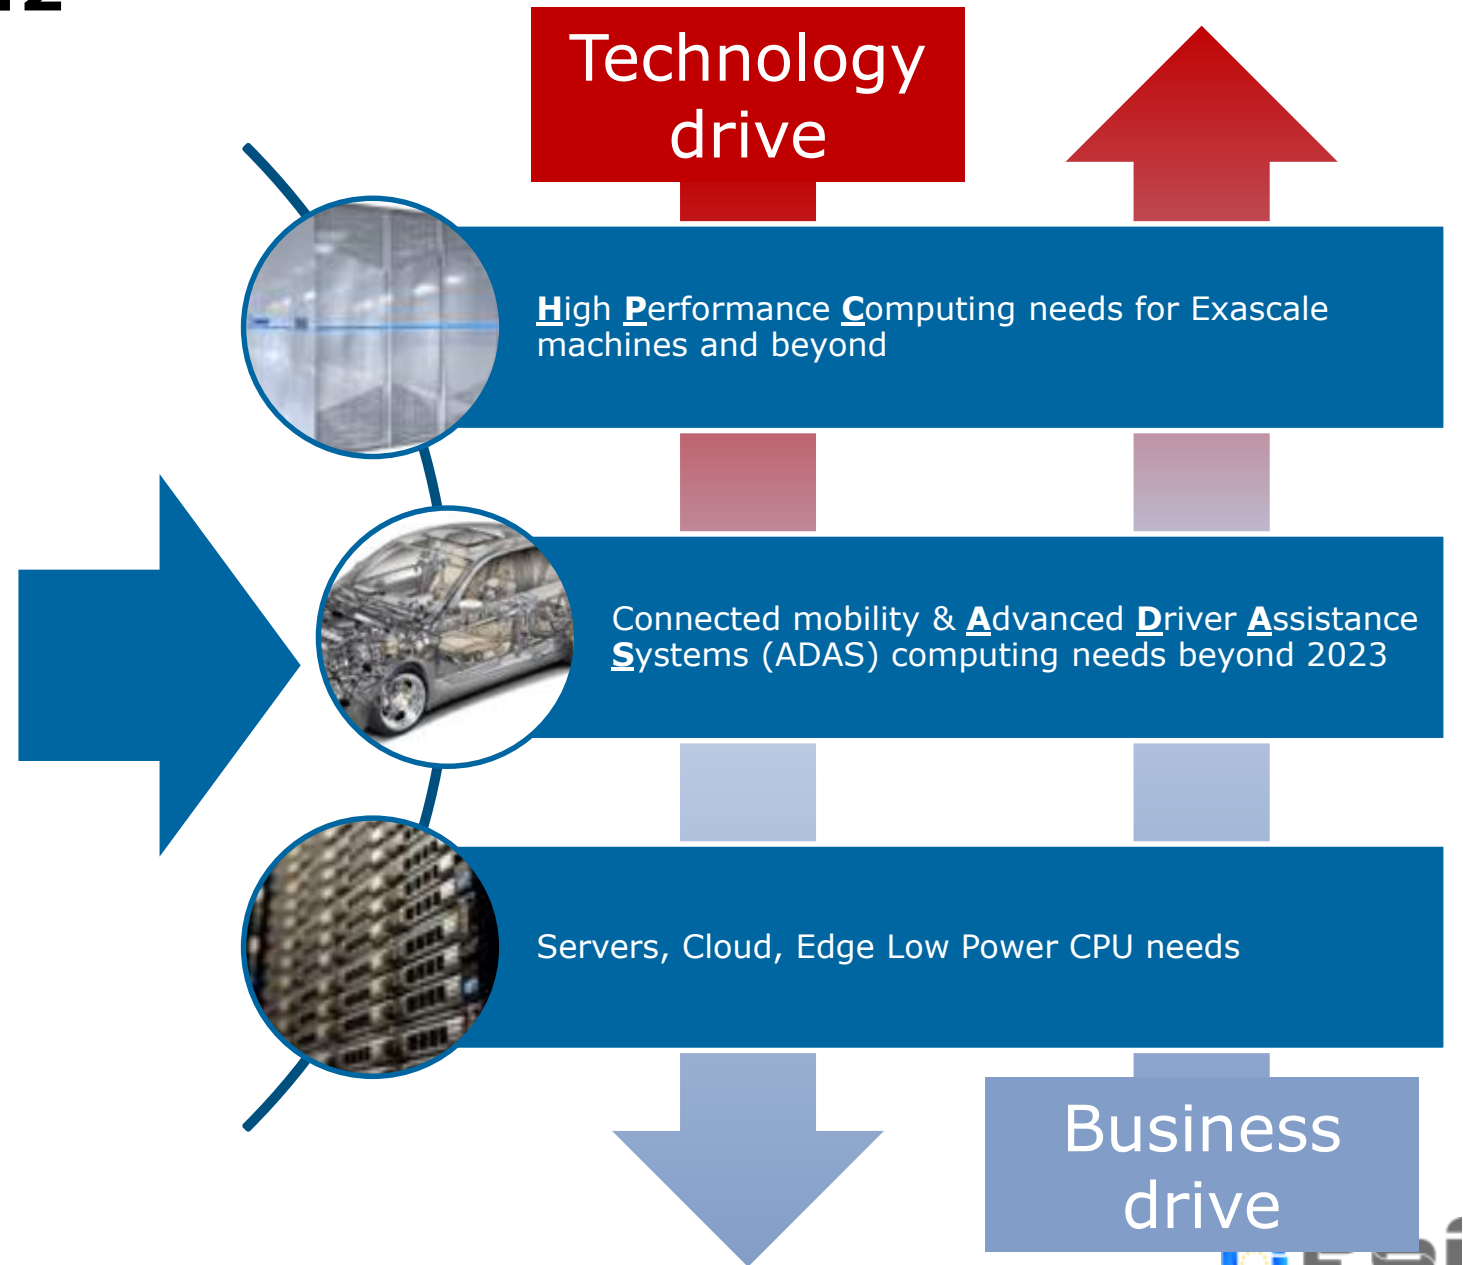 Technology
drive
High Performance Computing needs for Exascale
machines and beyond
Connected mobility & Advanced Driver Assistance
Systems (ADAS) computing needs beyond 2023
Servers, Cloud, Edge Low Power CPU needs
Business
drive